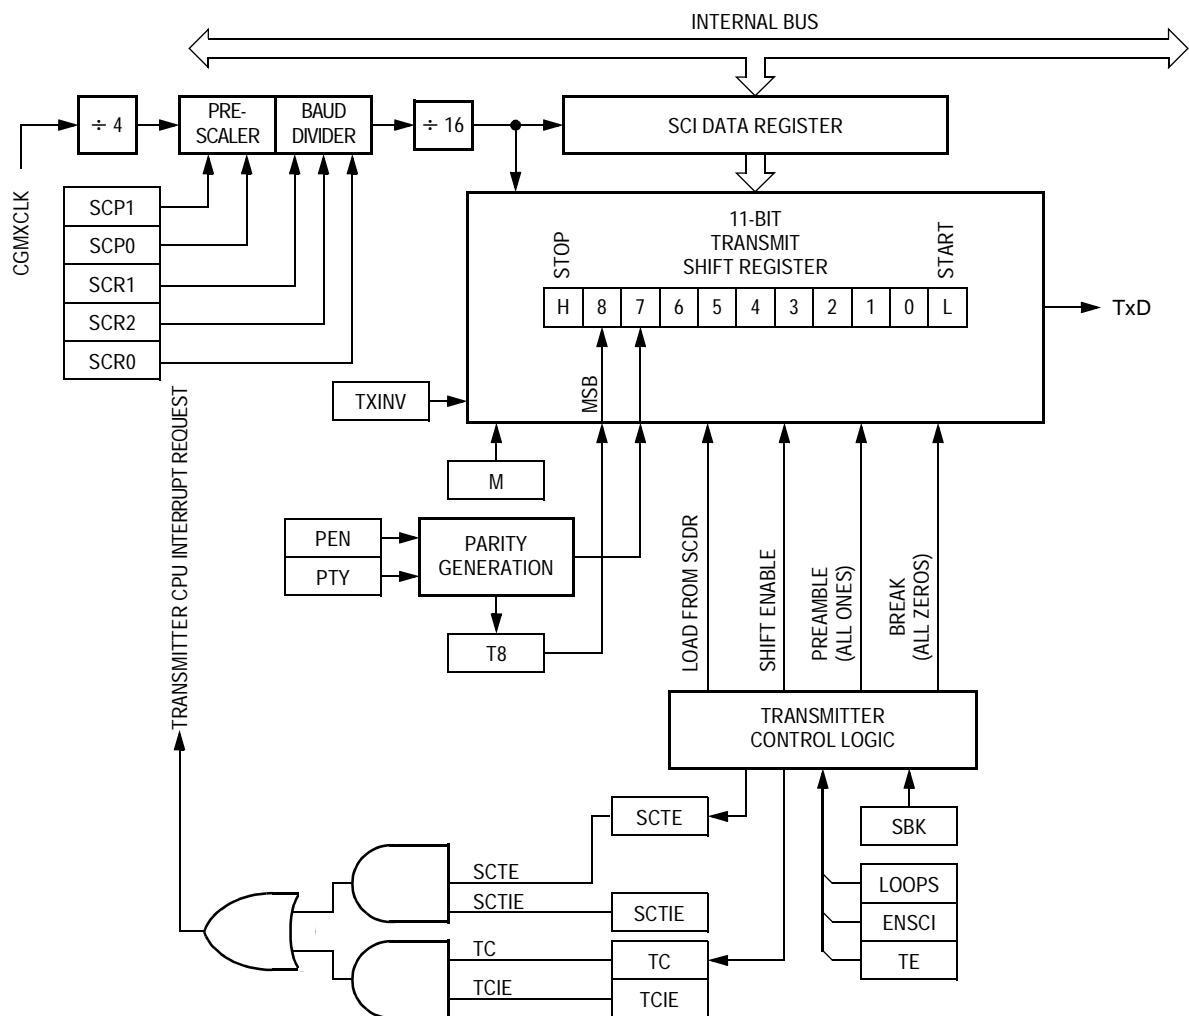 INTERNAL BUS
÷ 4
PRE-
SCALER
BAUD
DIVIDER
÷ 16
SCI DATA REGISTER
CGMXCLK
SCP1
SCP0
SCR1
SCR2
SCR0
11-BIT
TRANSMIT
SHIFT REGISTER
STOP
START
H 8 7 6 5 4 3 2 1 0 L
TxD
MSB
TXINV
M
PEN
PTY
PARITY
GENERATION
T8
TRANSMITTER CPU INTERRUPT REQUEST
LOAD FROM SCDR
SHIFT ENABLE
PREAMBLE
(ALL ONES)
BREAK
(ALL ZEROS)
TRANSMITTER
CONTROL LOGIC
SCTE
SBK
SCTE
LOOPS
SCTIE
SCTIE
ENSCI
TC
TC
TE
TCIE
TCIE